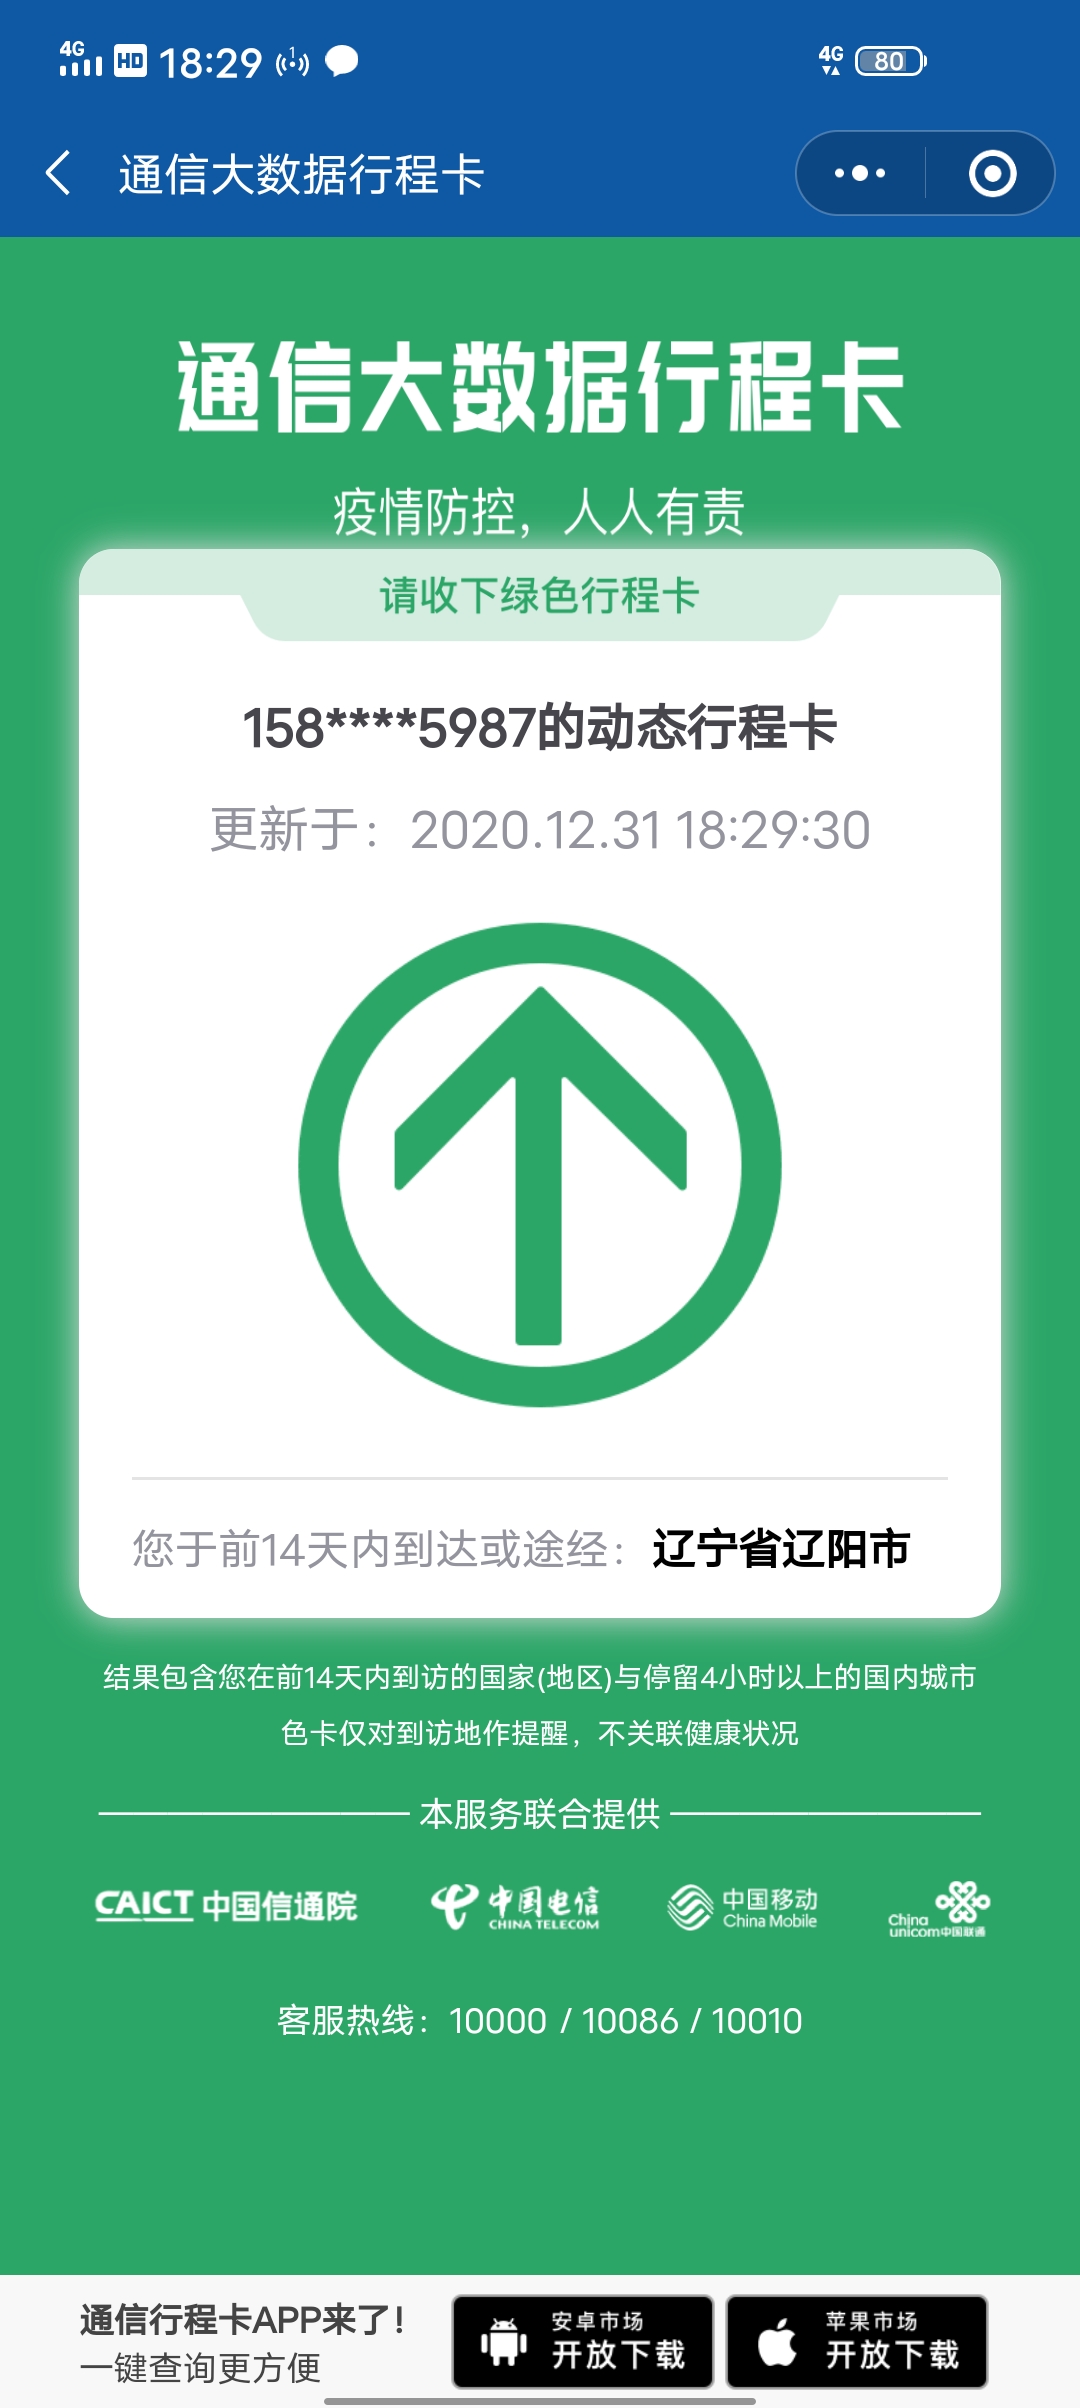 4G HD 18:29 4G 80
通信大数据行程卡
通信大数据行程卡
疫情防控，人人有责
请收下绿色行程卡
158****5987的动态行程卡
更新于：2020.12.31 18:29:30
您于前14天内到达或途经：辽宁省辽阳市
结果包含您在前14天内到访的国家(地区)与停留4小时以上的国内城市
色卡仅对到访地作提醒，不关联健康状况
本服务联合提供
CAICT 中国信通院
中国电信
CHINA TELECOM
中国移动
China Mobile
China
unicom中国联通
客服热线：10000 / 10086 / 10010
通信行程卡APP来了!
一键查询更方便
安卓市场
开放下载
苹果市场
开放下载